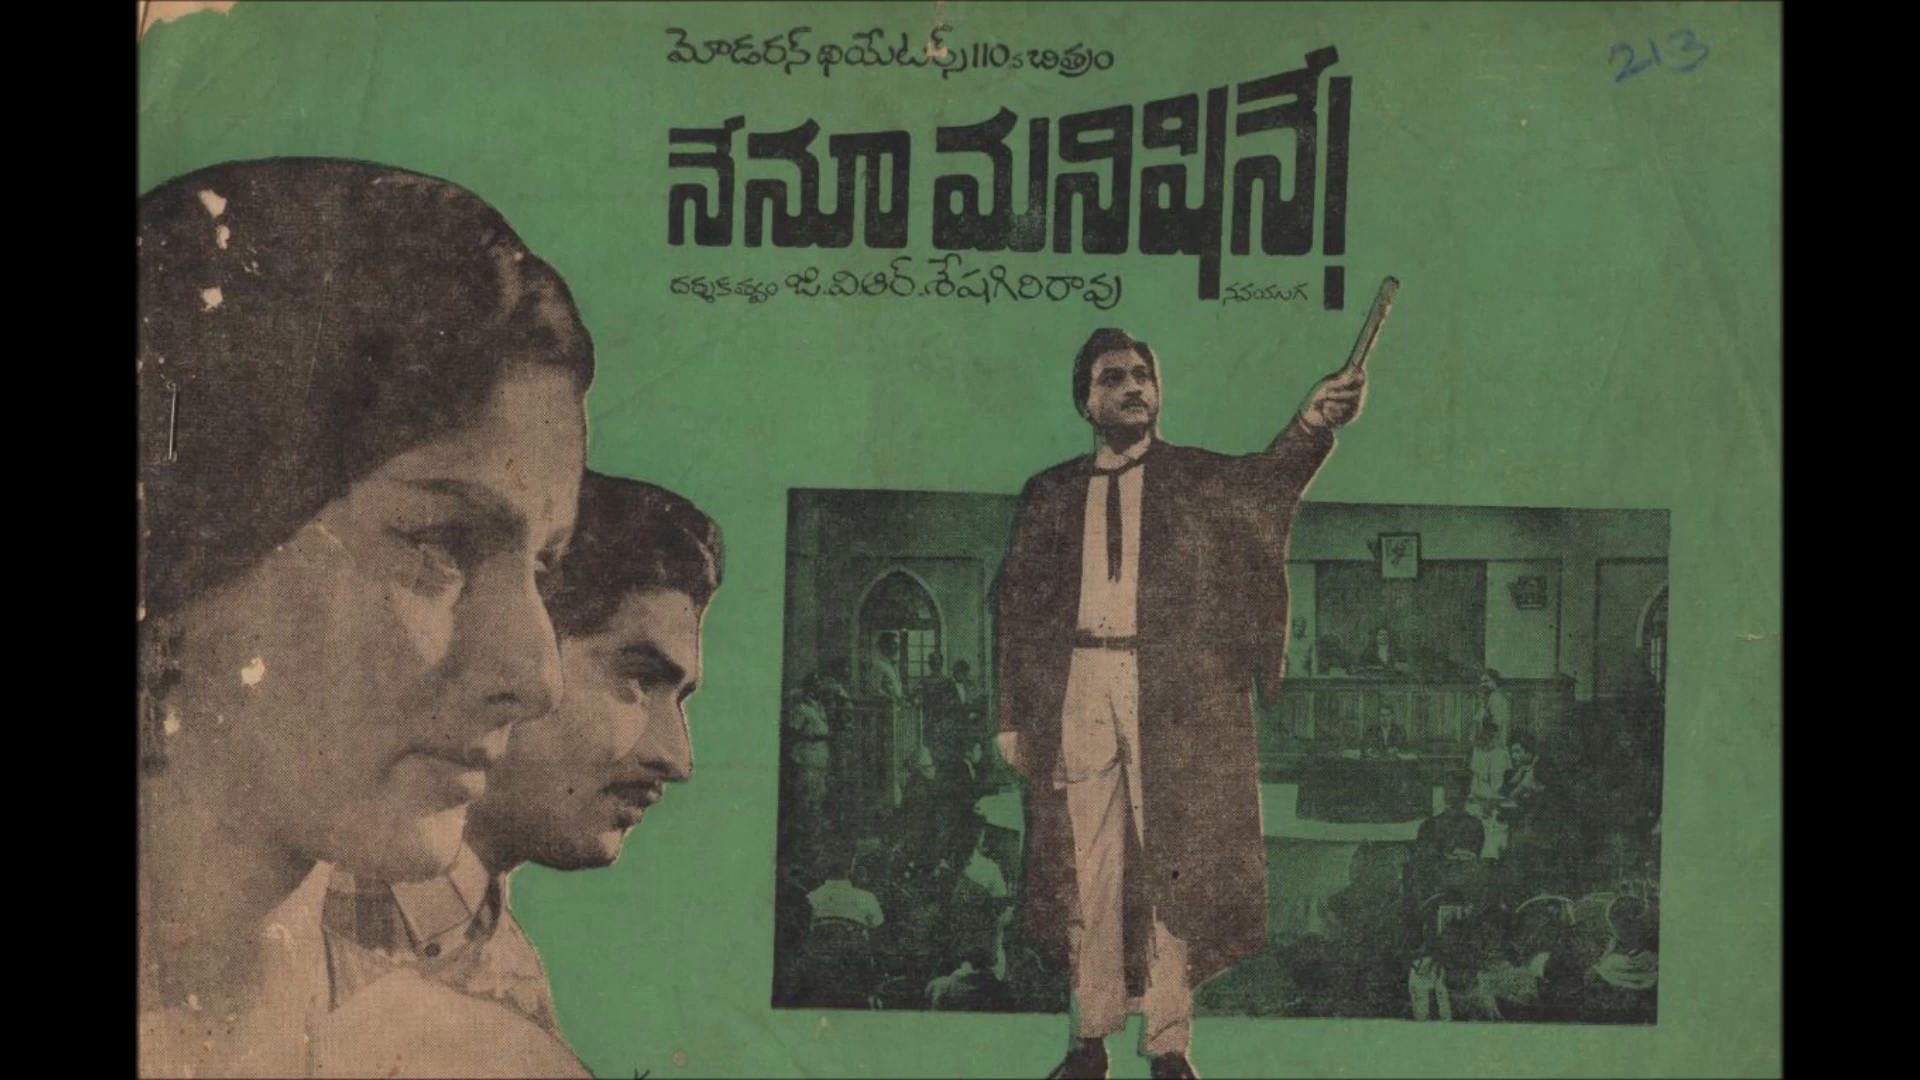 మోడరన్ థియేటర్స్ 110వ చిత్రం
213
నేనూ మనిషినే!
దర్శకత్వం జి.వి.ఆర్.శేషగిరిరావు నవయుగ